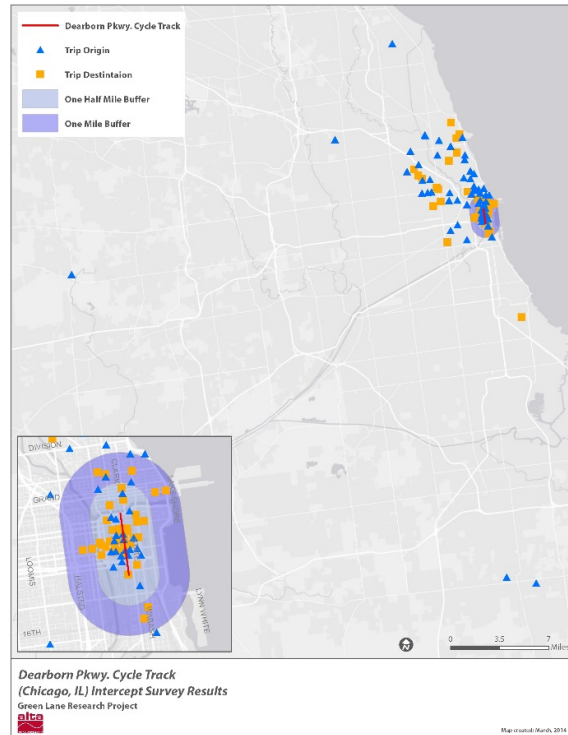 Dearborn Pkwy. Cycle Track
Trip Origin
Trip Destintaion
One Half Mile Buffer
One Mile Buffer
DIVISION
CLARK
GRAND
LOOMIS
HALSTED
LYNN WHITE
16TH
0 3.5 7
Miles
Dearborn Pkwy. Cycle Track
(Chicago, IL) Intercept Survey Results
Green Lane Research Project
alta
Map created: March, 2014